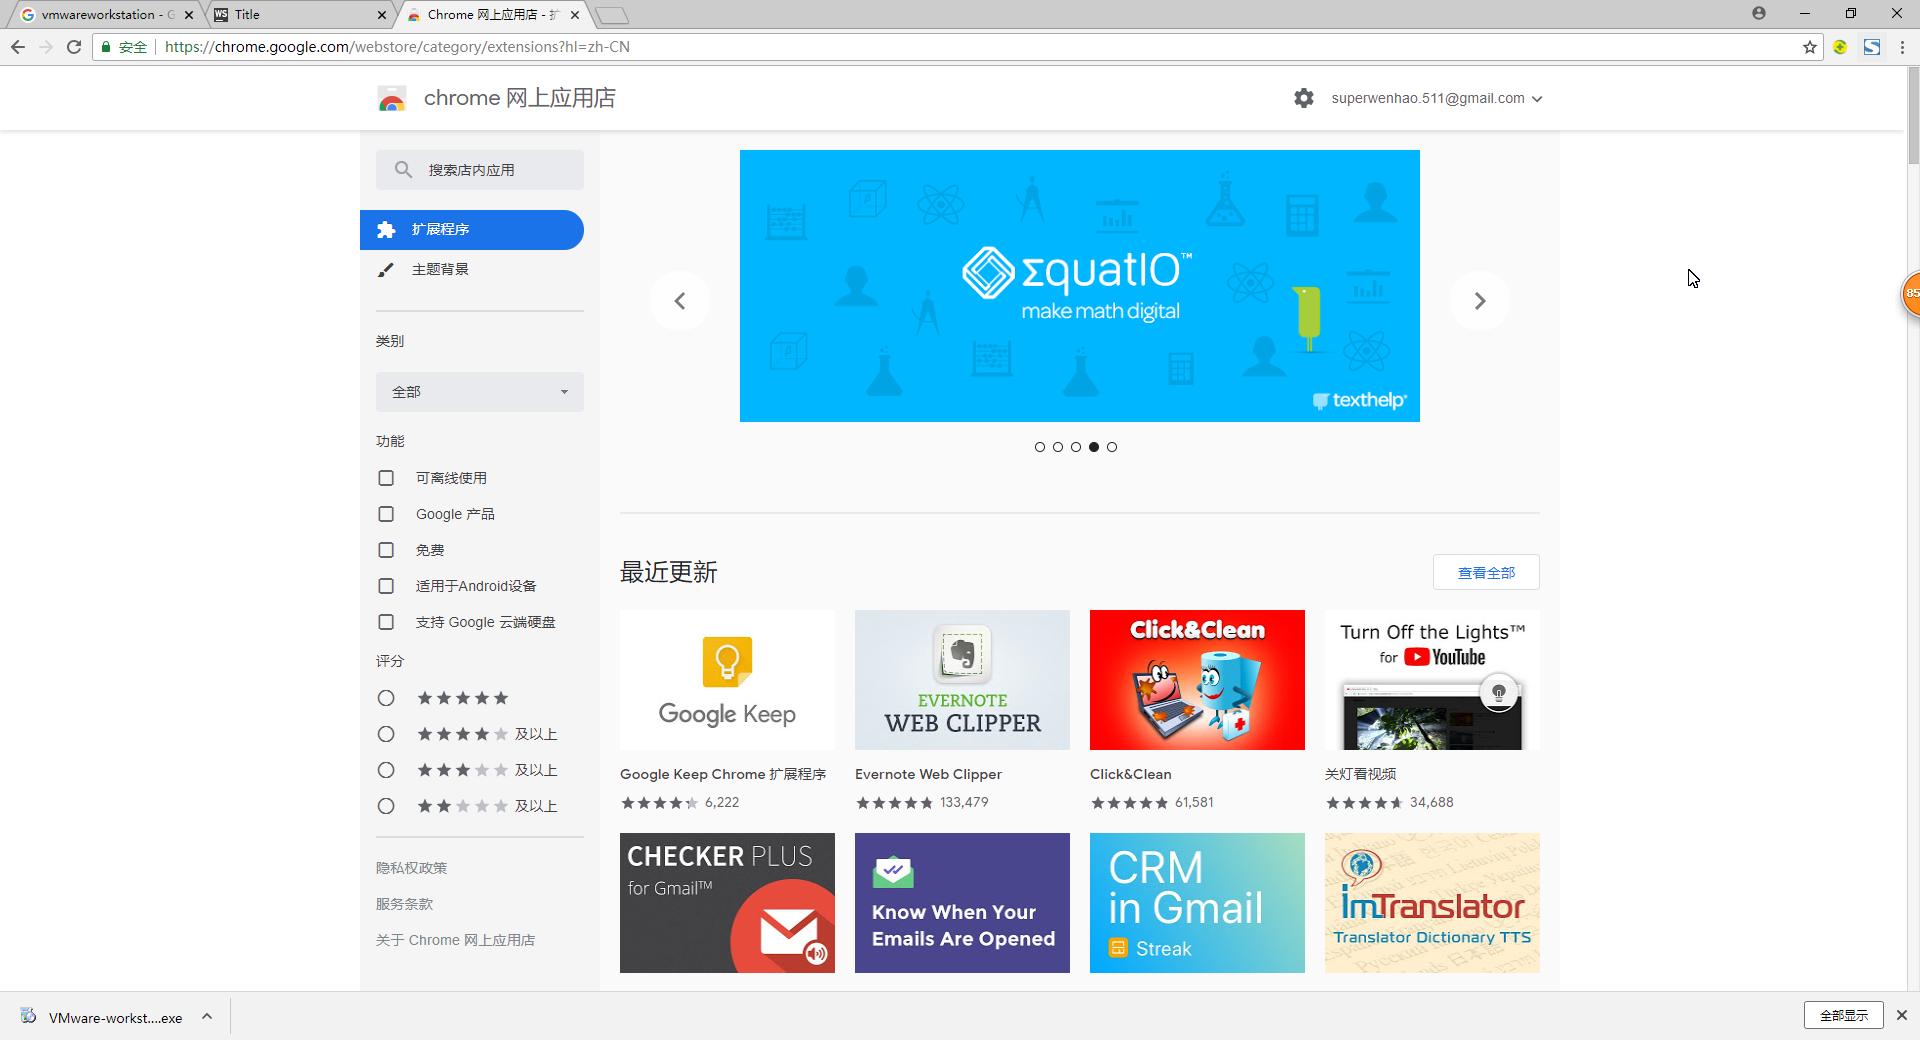 vmwareworkstation - G
Title
Chrome 网上应用店 - 扩
安全
https://chrome.google.com/webstore/category/extensions?hl=zh-CN
chrome 网上应用店
superwenhao.511@gmail.com
搜索店内应用
扩展程序
主题背景
类别
全部
功能
可离线使用
Google 产品
免费
适用于Android设备
支持 Google 云端硬盘
评分
及以上
及以上
及以上
隐私权政策
服务条款
关于 Chrome 网上应用店
ΣquatIO™
make math digital
texthelp
85
最近更新
查看全部
Google Keep
EVERNOTE
WEB CLIPPER
Click&Clean
Turn Off the Lights™
for YouTube
Google Keep Chrome 扩展程序
Evernote Web Clipper
Click&Clean
关灯看视频
6,222
133,479
61,581
34,688
CHECKER PLUS
for Gmail™
Know When Your
Emails Are Opened
CRM
in Gmail
Streak
imTranslator
Translator Dictionary TTS
VMware-workst....exe
全部显示